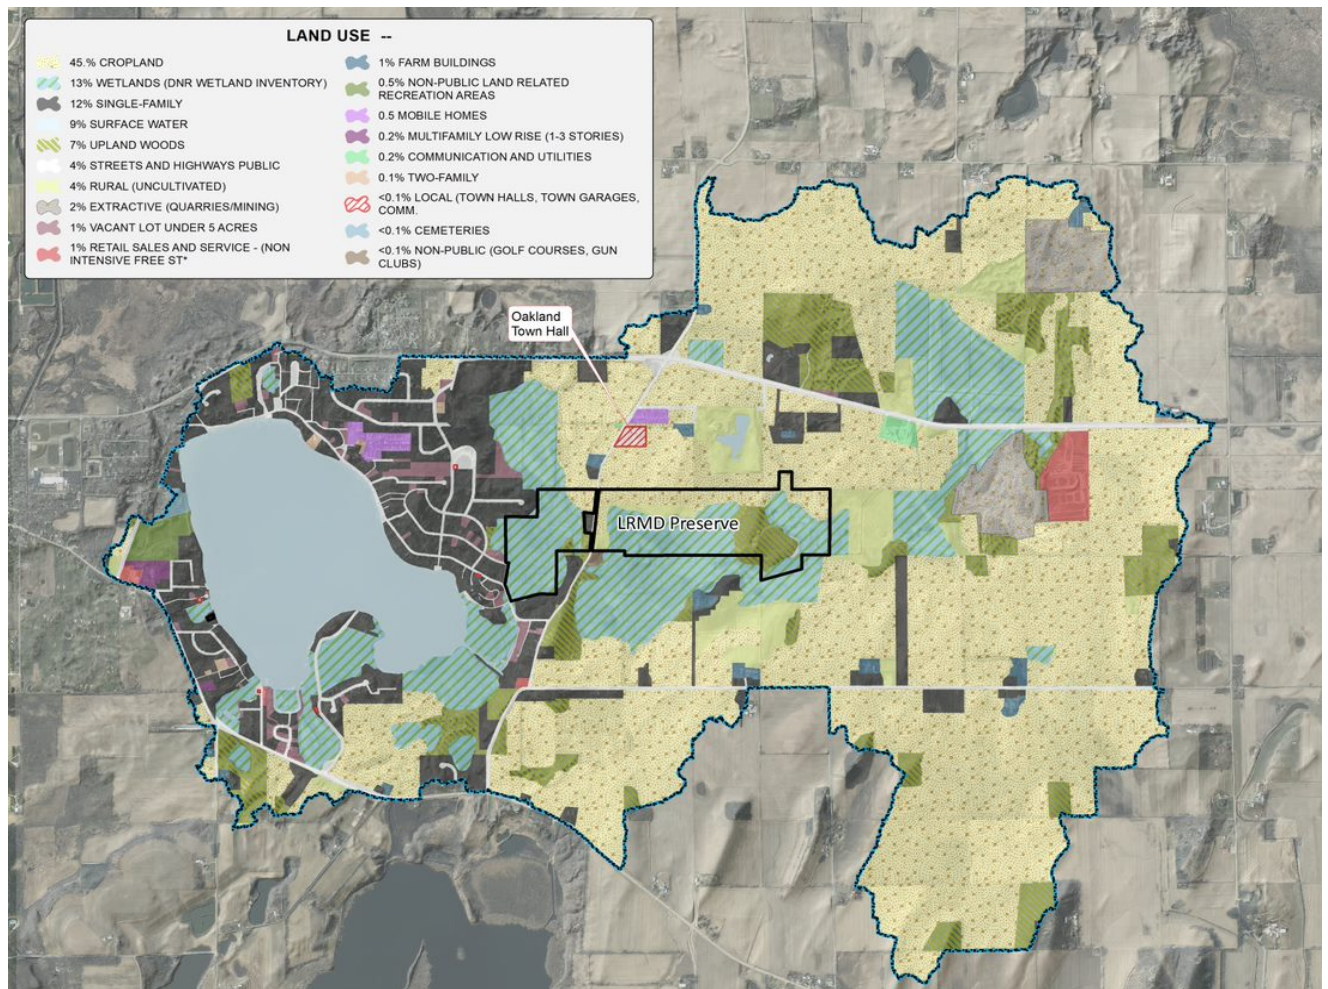 LAND USE --
45.% CROPLAND
13% WETLANDS (DNR WETLAND INVENTORY)
12% SINGLE-FAMILY
9% SURFACE WATER
7% UPLAND WOODS
4% STREETS AND HIGHWAYS PUBLIC
4% RURAL (UNCULTIVATED)
2% EXTRACTIVE (QUARRIES/MINING)
1% VACANT LOT UNDER 5 ACRES
1% RETAIL SALES AND SERVICE - (NON
INTENSIVE FREE ST*
1% FARM BUILDINGS
0.5% NON-PUBLIC LAND RELATED
RECREATION AREAS
0.5 MOBILE HOMES
0.2% MULTIFAMILY LOW RISE (1-3 STORIES)
0.2% COMMUNICATION AND UTILITIES
0.1% TWO-FAMILY
<0.1% LOCAL (TOWN HALLS, TOWN GARAGES,
COMM.
<0.1% CEMETERIES
<0.1% NON-PUBLIC (GOLF COURSES, GUN
CLUBS)
Oakland
Town Hall
LRMD Preserve